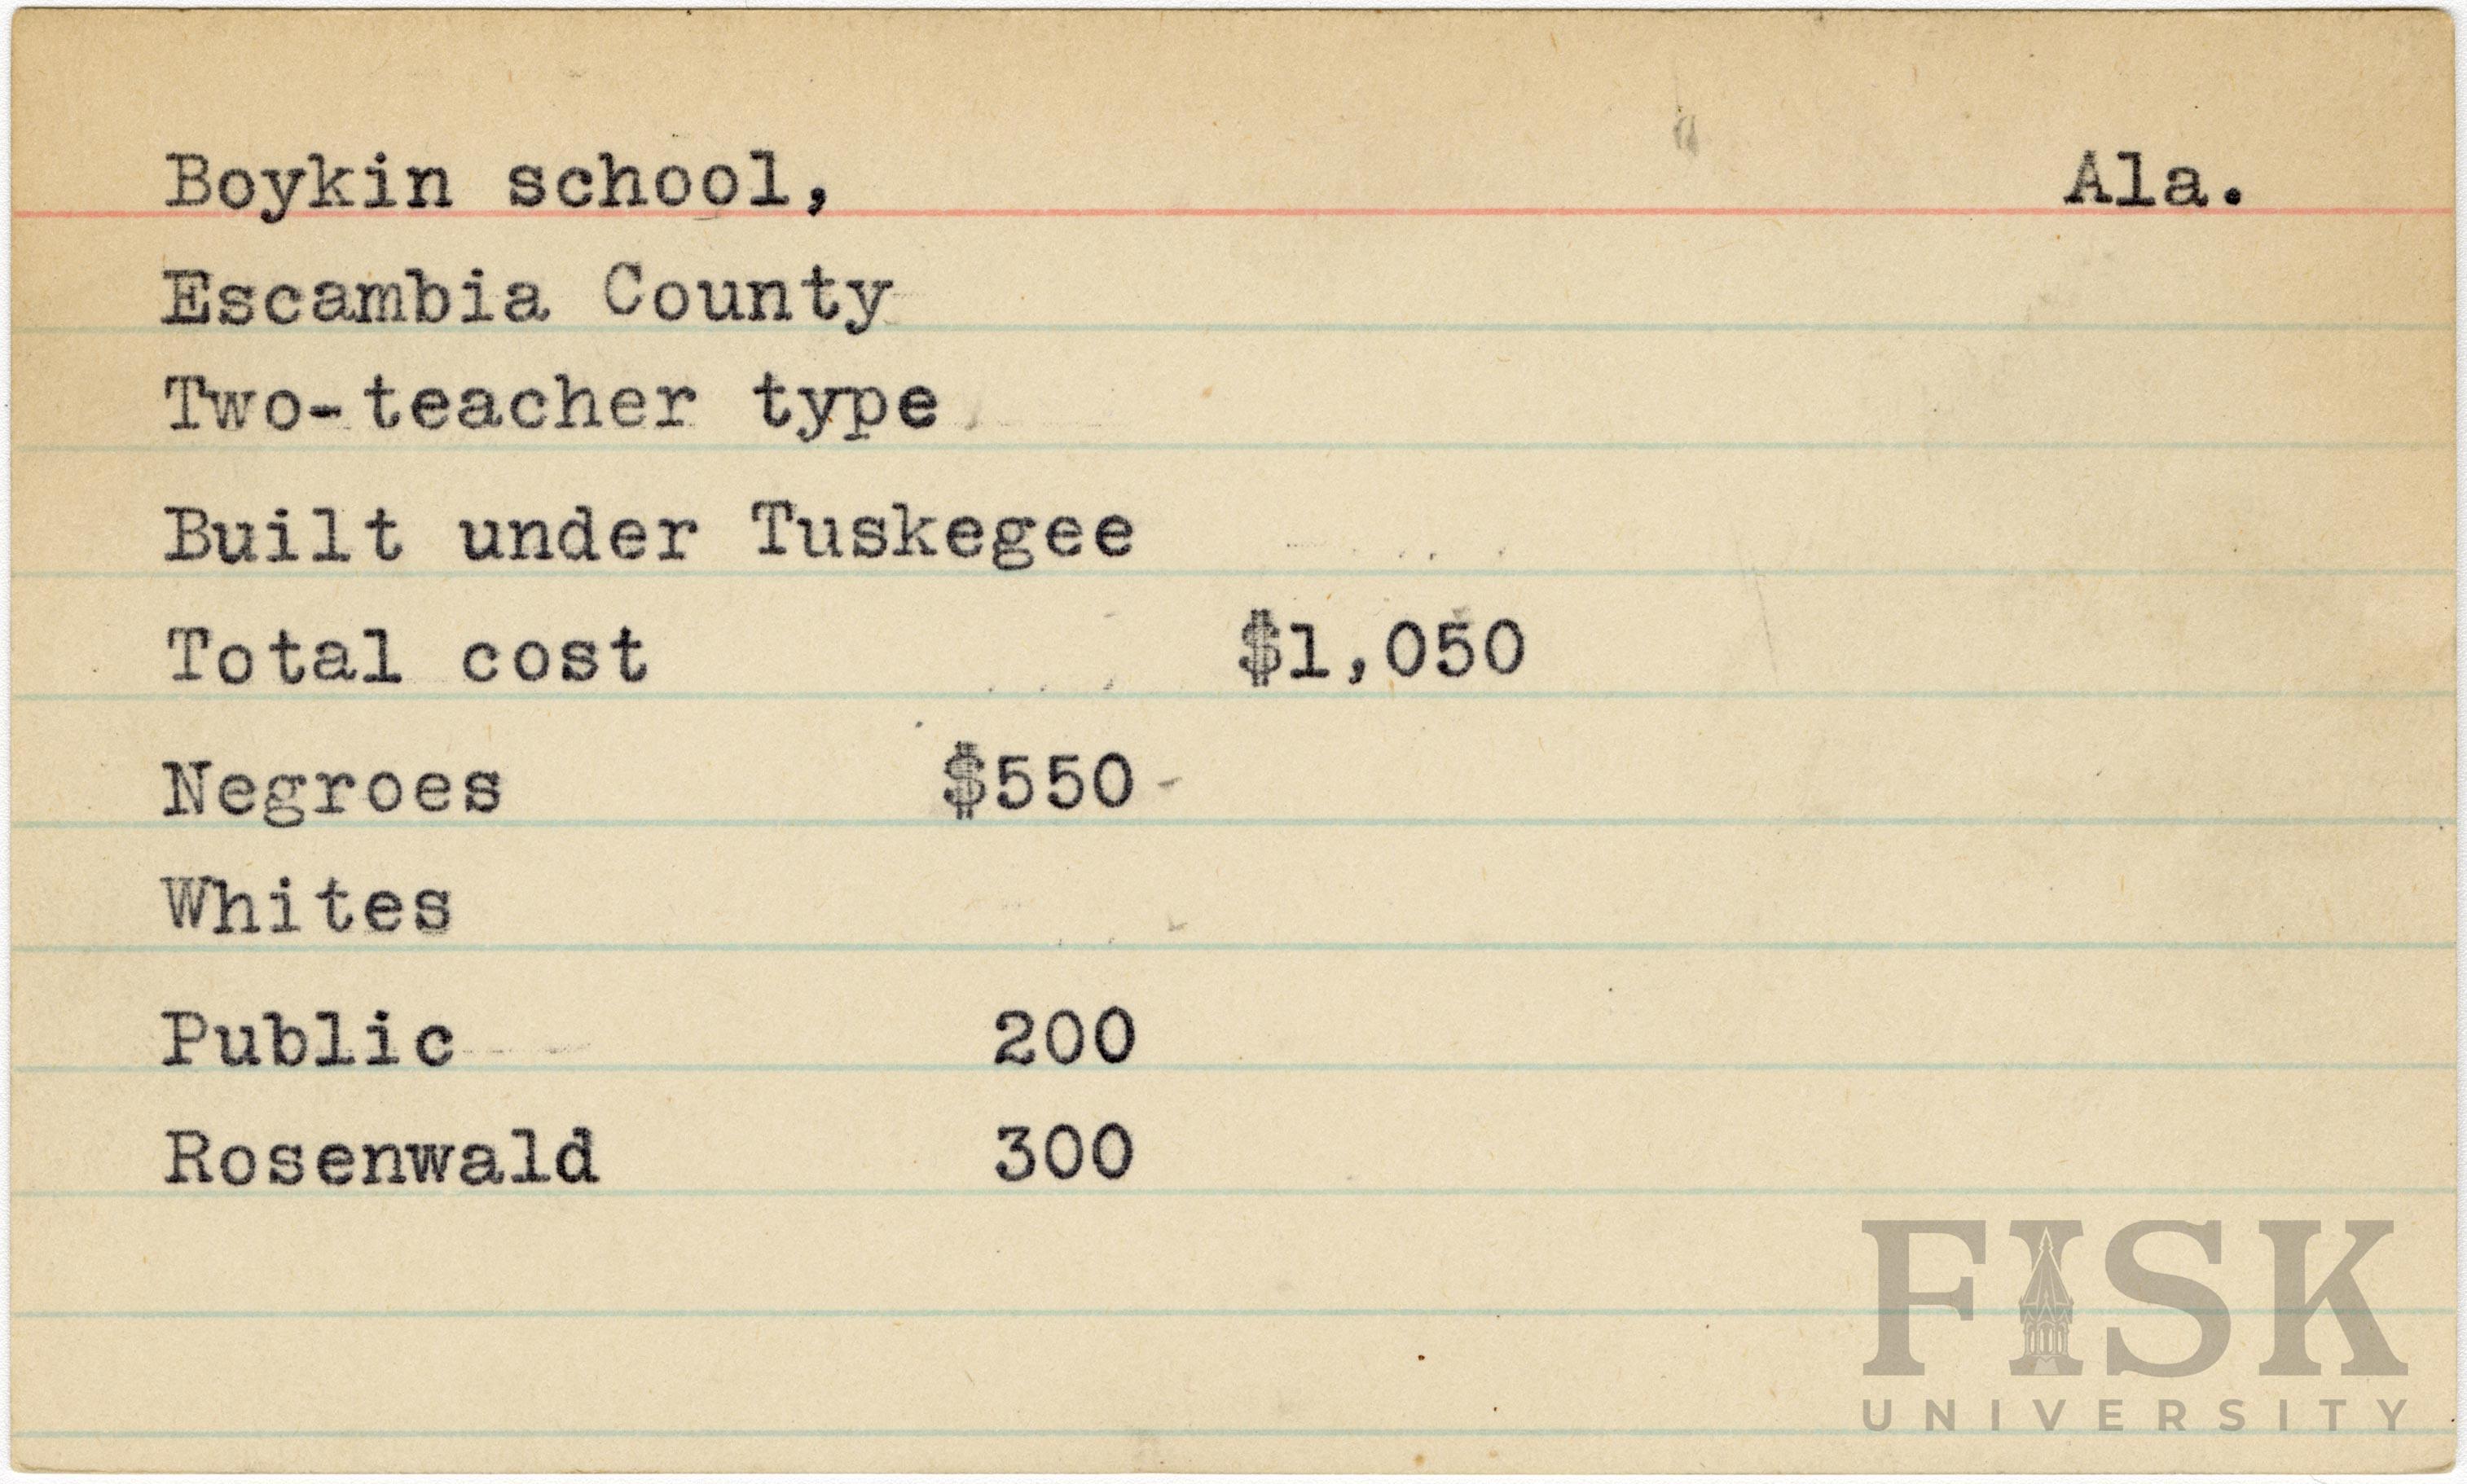 Boykin school, Ala.
Escambia County
Two-teacher type
Built under Tuskegee
Total cost $1,050
Negroes $550
Whites
Public 200
Rosenwald 300
FISK
UNIVERSITY